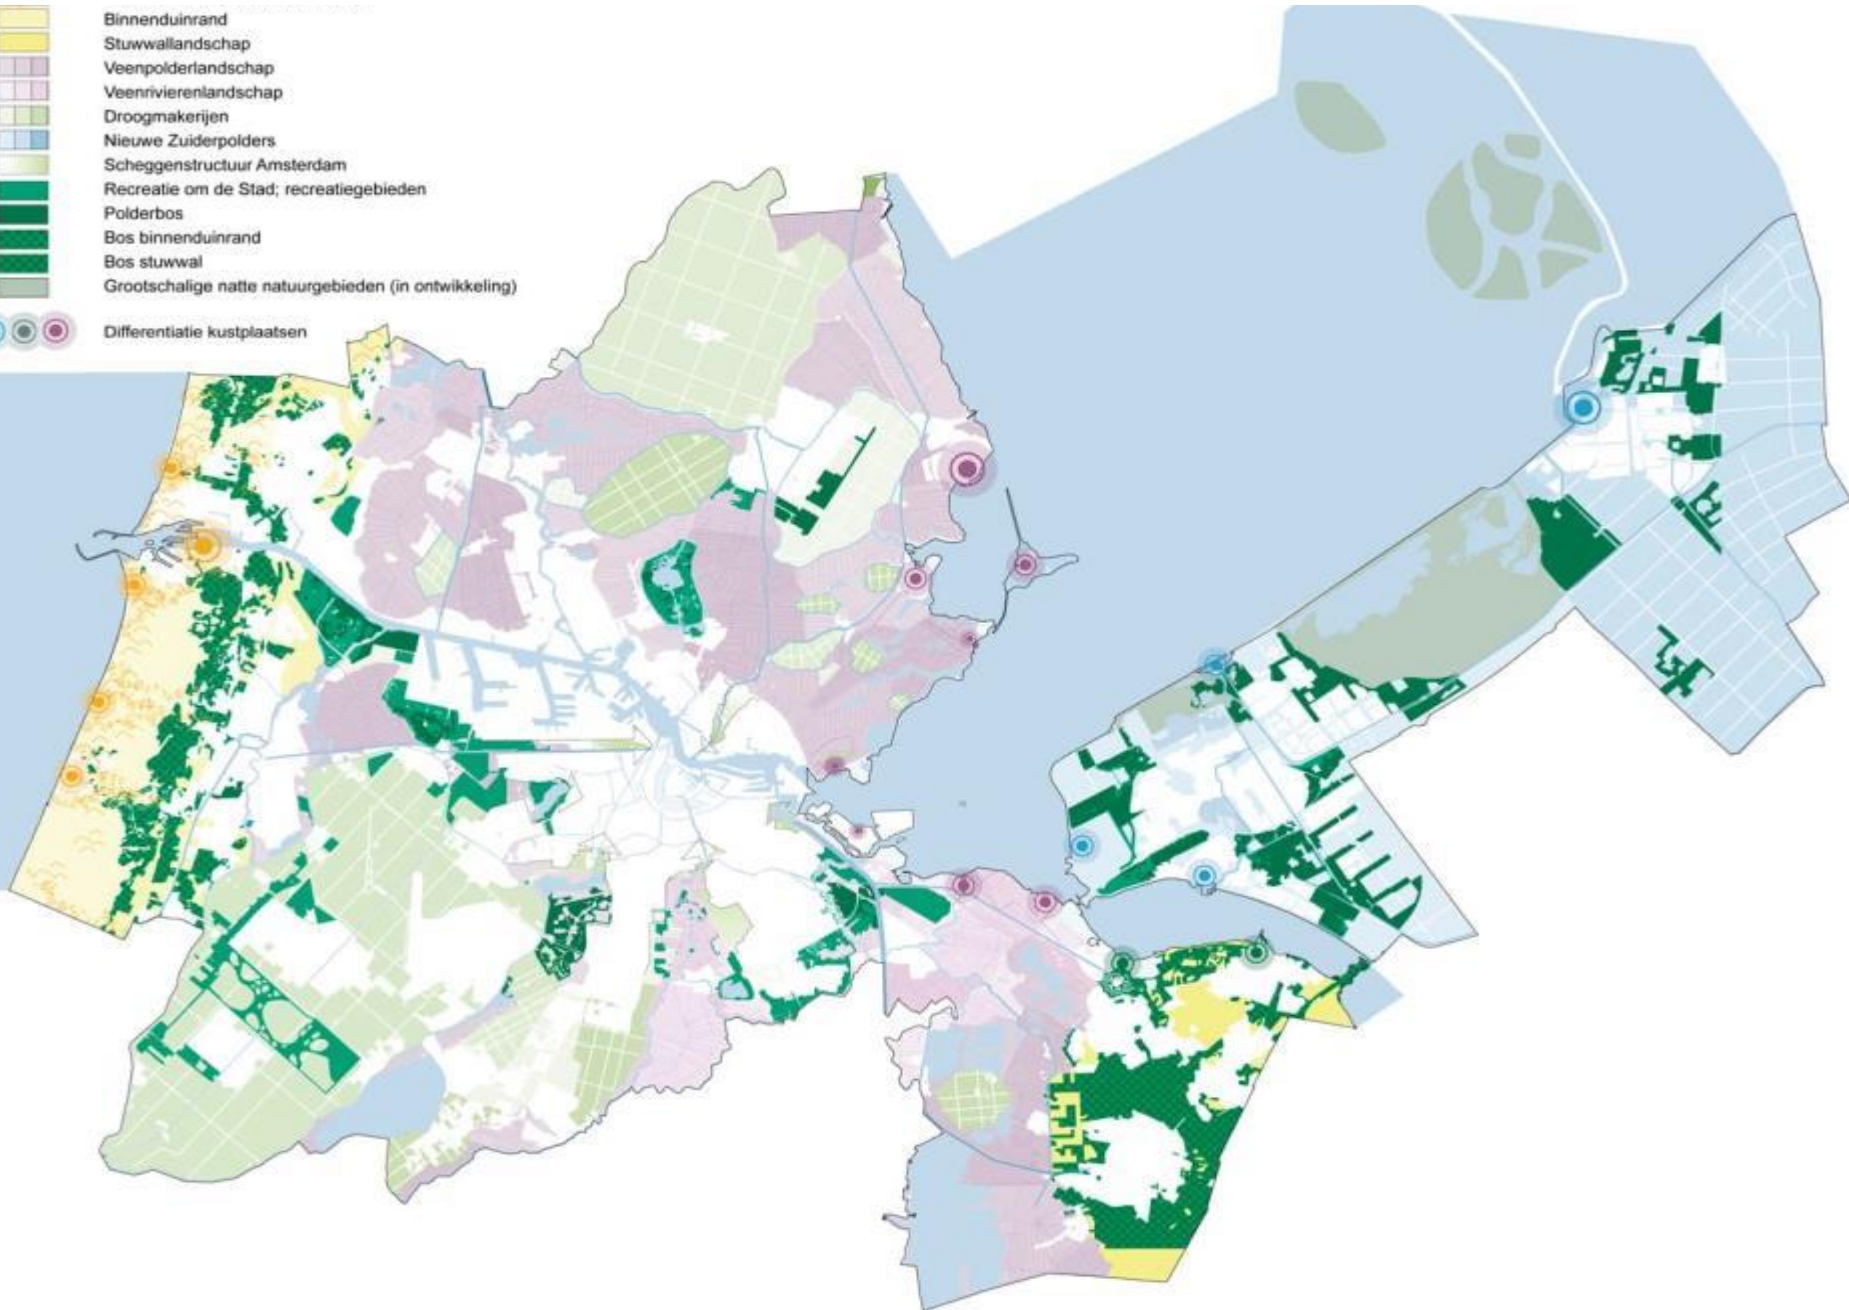 Binnenduinrand
Stuwwallandschap
Veenpolderlandschap
Veenrivierenlandschap
Droogmakerijen
Nieuwe Zuiderpolders
Scheggenstructuur Amsterdam
Recreatie om de Stad; recreatiegebieden
Polderbos
Bos binnenduinrand
Bos stuwwal
Grootschalige natte natuurgebieden (in ontwikkeling)
Differentiatie kustplaatsen